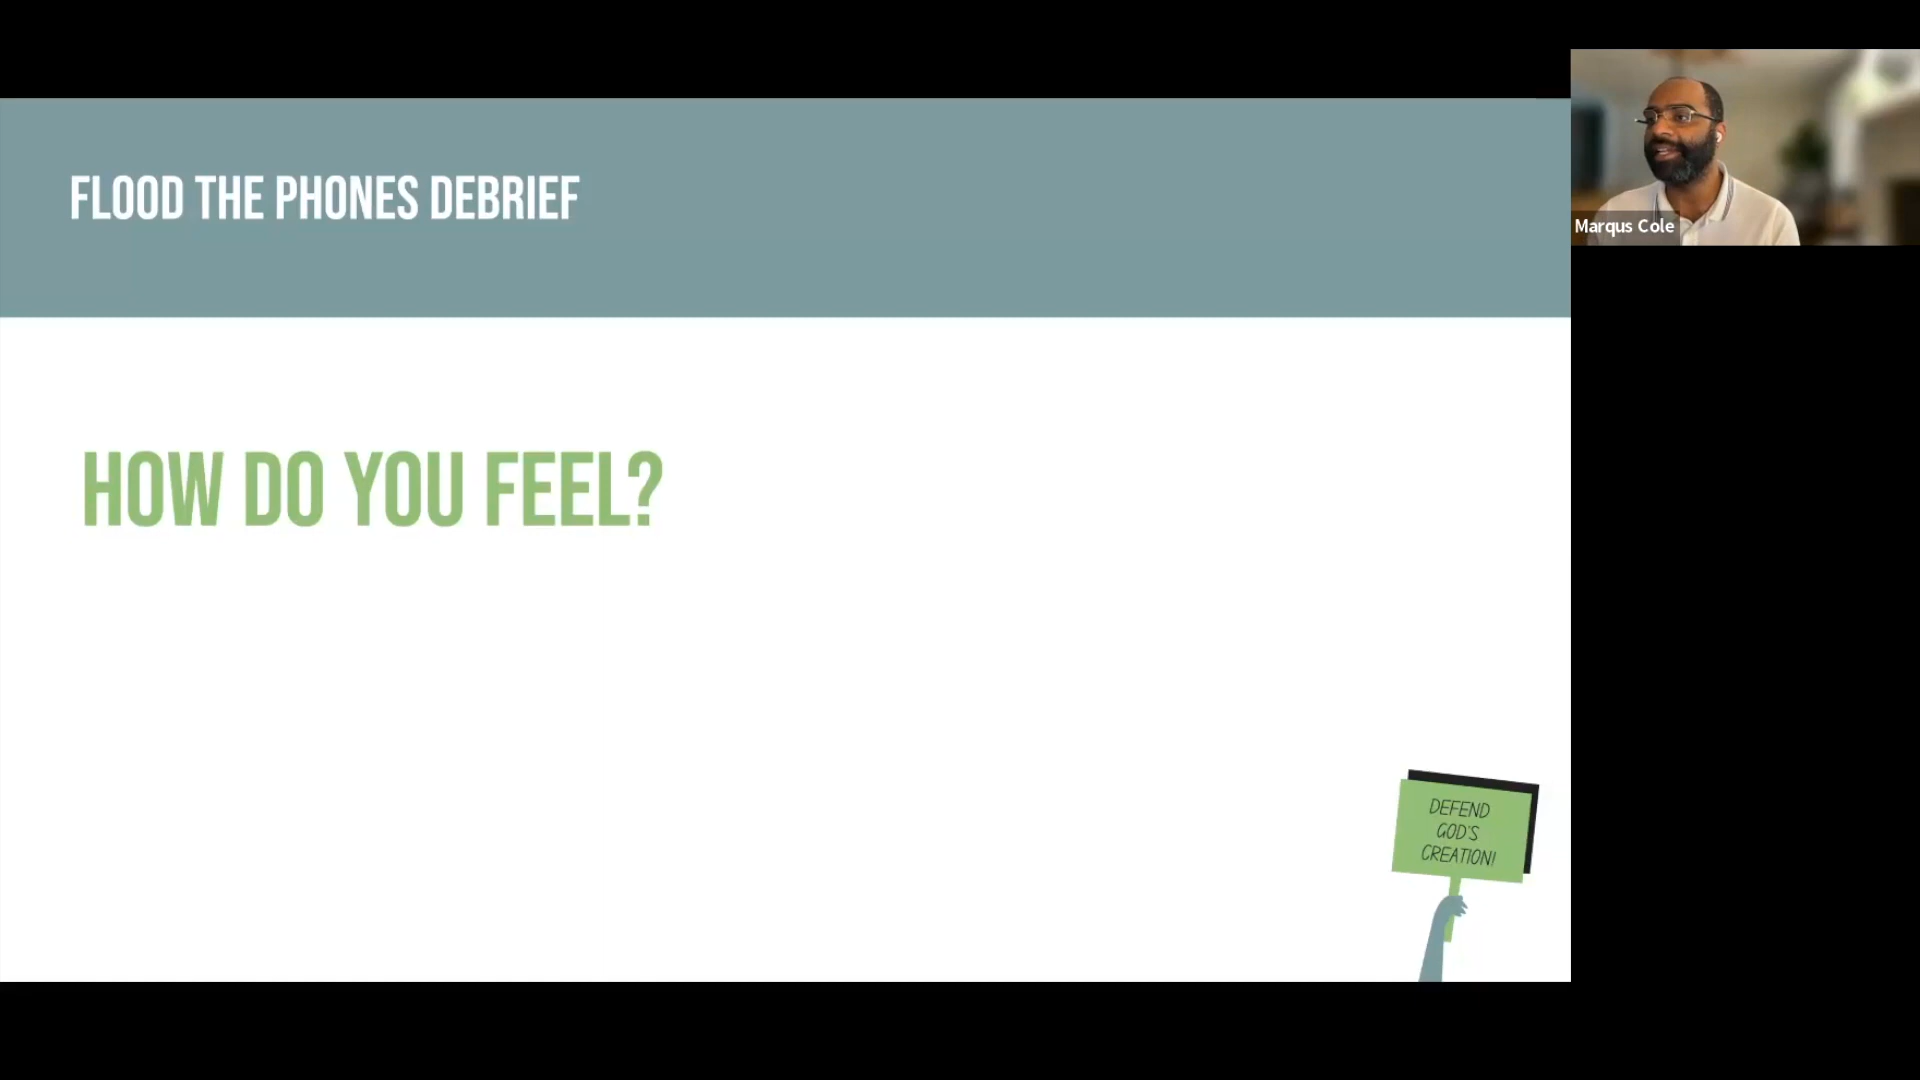 FLOOD THE PHONES DEBRIEF
Marqus Cole
HOW DO YOU FEEL?
DEFEND
GOD'S
CREATION!